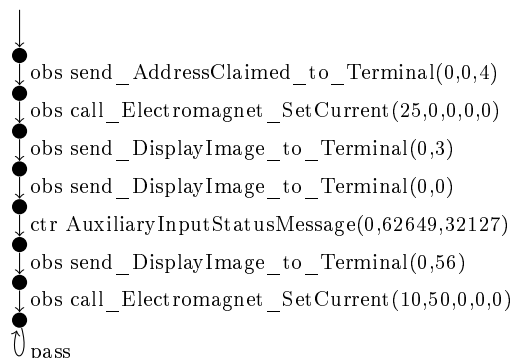 obs send_AddressClaimed_to_Terminal(0,0,4)
obs call_Electromagnet_SetCurrent(25,0,0,0,0)
obs send_DisplayImage_to_Terminal(0,3)
obs send_DisplayImage_to_Terminal(0,0)
ctr AuxiliaryInputStatusMessage(0,62649,32127)
obs send_DisplayImage_to_Terminal(0,56)
obs call_Electromagnet_SetCurrent(10,50,0,0,0)
pass